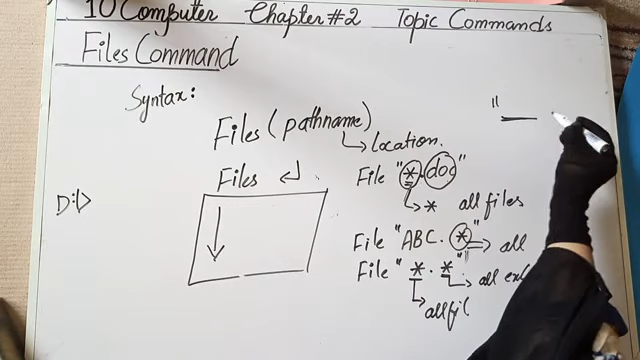 10 Computer Chapter #2 Topic Commands
Files Command
Syntax:
Files (pathname)
→ location.
Files ↵
File "*.doc"
→ * all files
D:\>
File "ABC.*" → all
File "*.*"
→ all
→ all fil
"